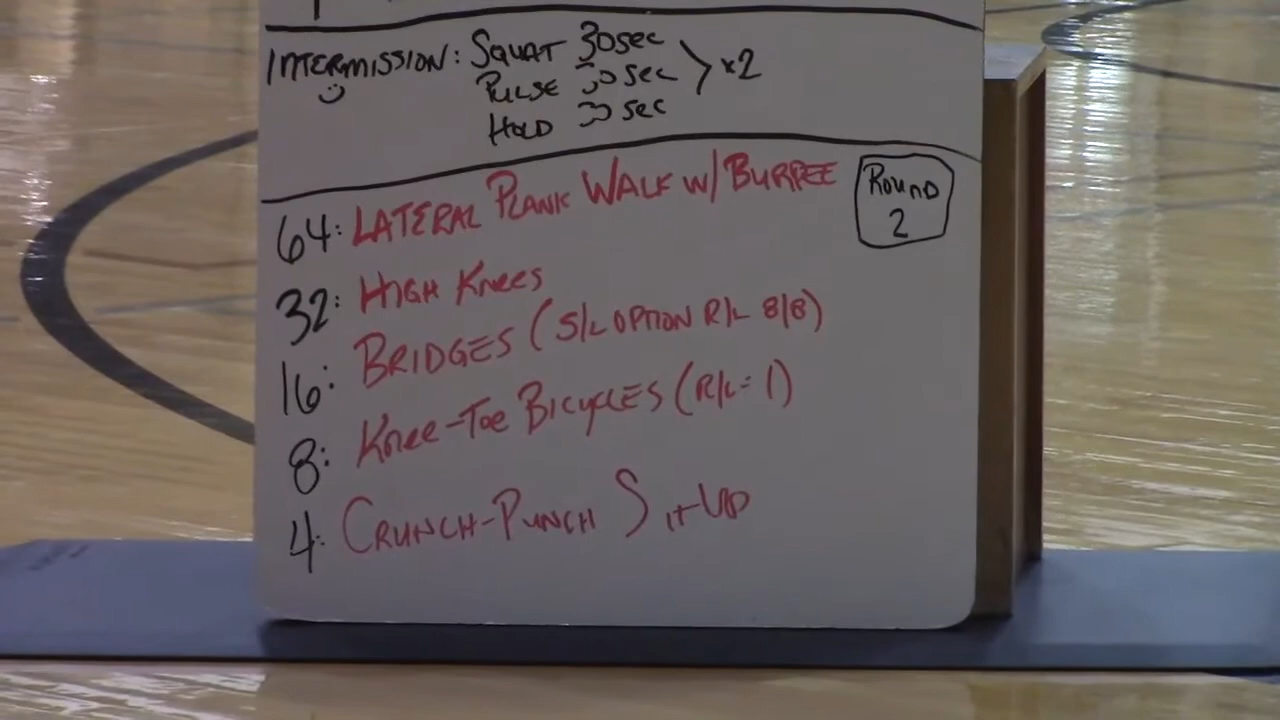 INTERMISSION: SQUAT 30sec
PULSE 30 sec
HOLD 30 sec
>x2
64: LATERAL PLANK WALK W/ BURPEE
Round
2
32: HIGH KNEES
16: BRIDGES (S/L OPTION R/L 8/8)
8: Knee-Toe BICYCLES (R/L = 1)
4: CRUNCH-PUNCH Sit-UP